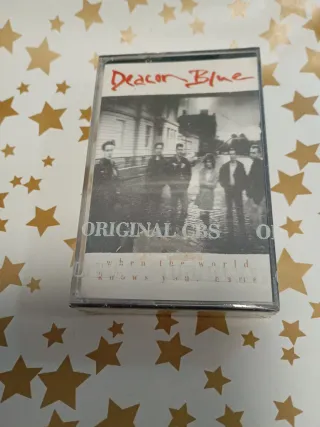 Deacon Blue
ORIGINAL CBS   O
when the world
knows your name